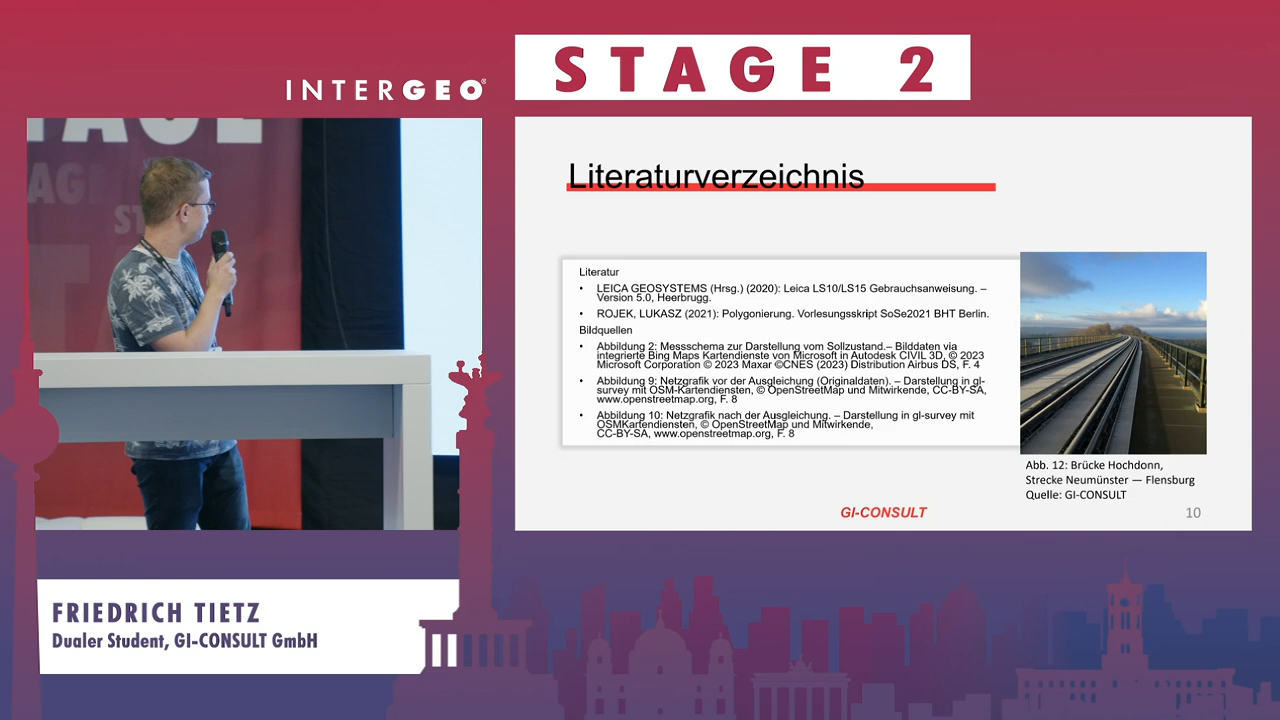 INTERGEO®
STAGE 2
Literaturverzeichnis
Literatur
• LEICA GEOSYSTEMS (Hrsg.) (2020): Leica LS10/LS15 Gebrauchsanweisung. –
Version 5.0, Heerbrugg.
• ROJEK, LUKASZ (2021): Polygonierung. Vorlesungsskript SoSe2021 BHT Berlin.
Bildquellen
• Abbildung 2: Messschema zur Darstellung vom Sollzustand.– Bilddaten via
integrierte Bing Maps Kartendienste von Microsoft in Autodesk CIVIL 3D, © 2023
Microsoft Corporation © 2023 Maxar ©CNES (2023) Distribution Airbus DS, F. 4
• Abbildung 9: Netzgrafik vor der Ausgleichung (Originaldaten). – Darstellung in gl-
survey mit OSM-Kartendiensten, © OpenStreetMap und Mitwirkende, CC-BY-SA,
www.openstreetmap.org, F. 8
• Abbildung 10: Netzgrafik nach der Ausgleichung. – Darstellung in gl-survey mit
OSMKartendiensten, © OpenStreetMap und Mitwirkende,
CC-BY-SA, www.openstreetmap.org, F. 8
Abb. 12: Brücke Hochdonn,
Strecke Neumünster — Flensburg
Quelle: GI-CONSULT
GI-CONSULT
10
FRIEDRICH TIETZ
Dualer Student, GI-CONSULT GmbH